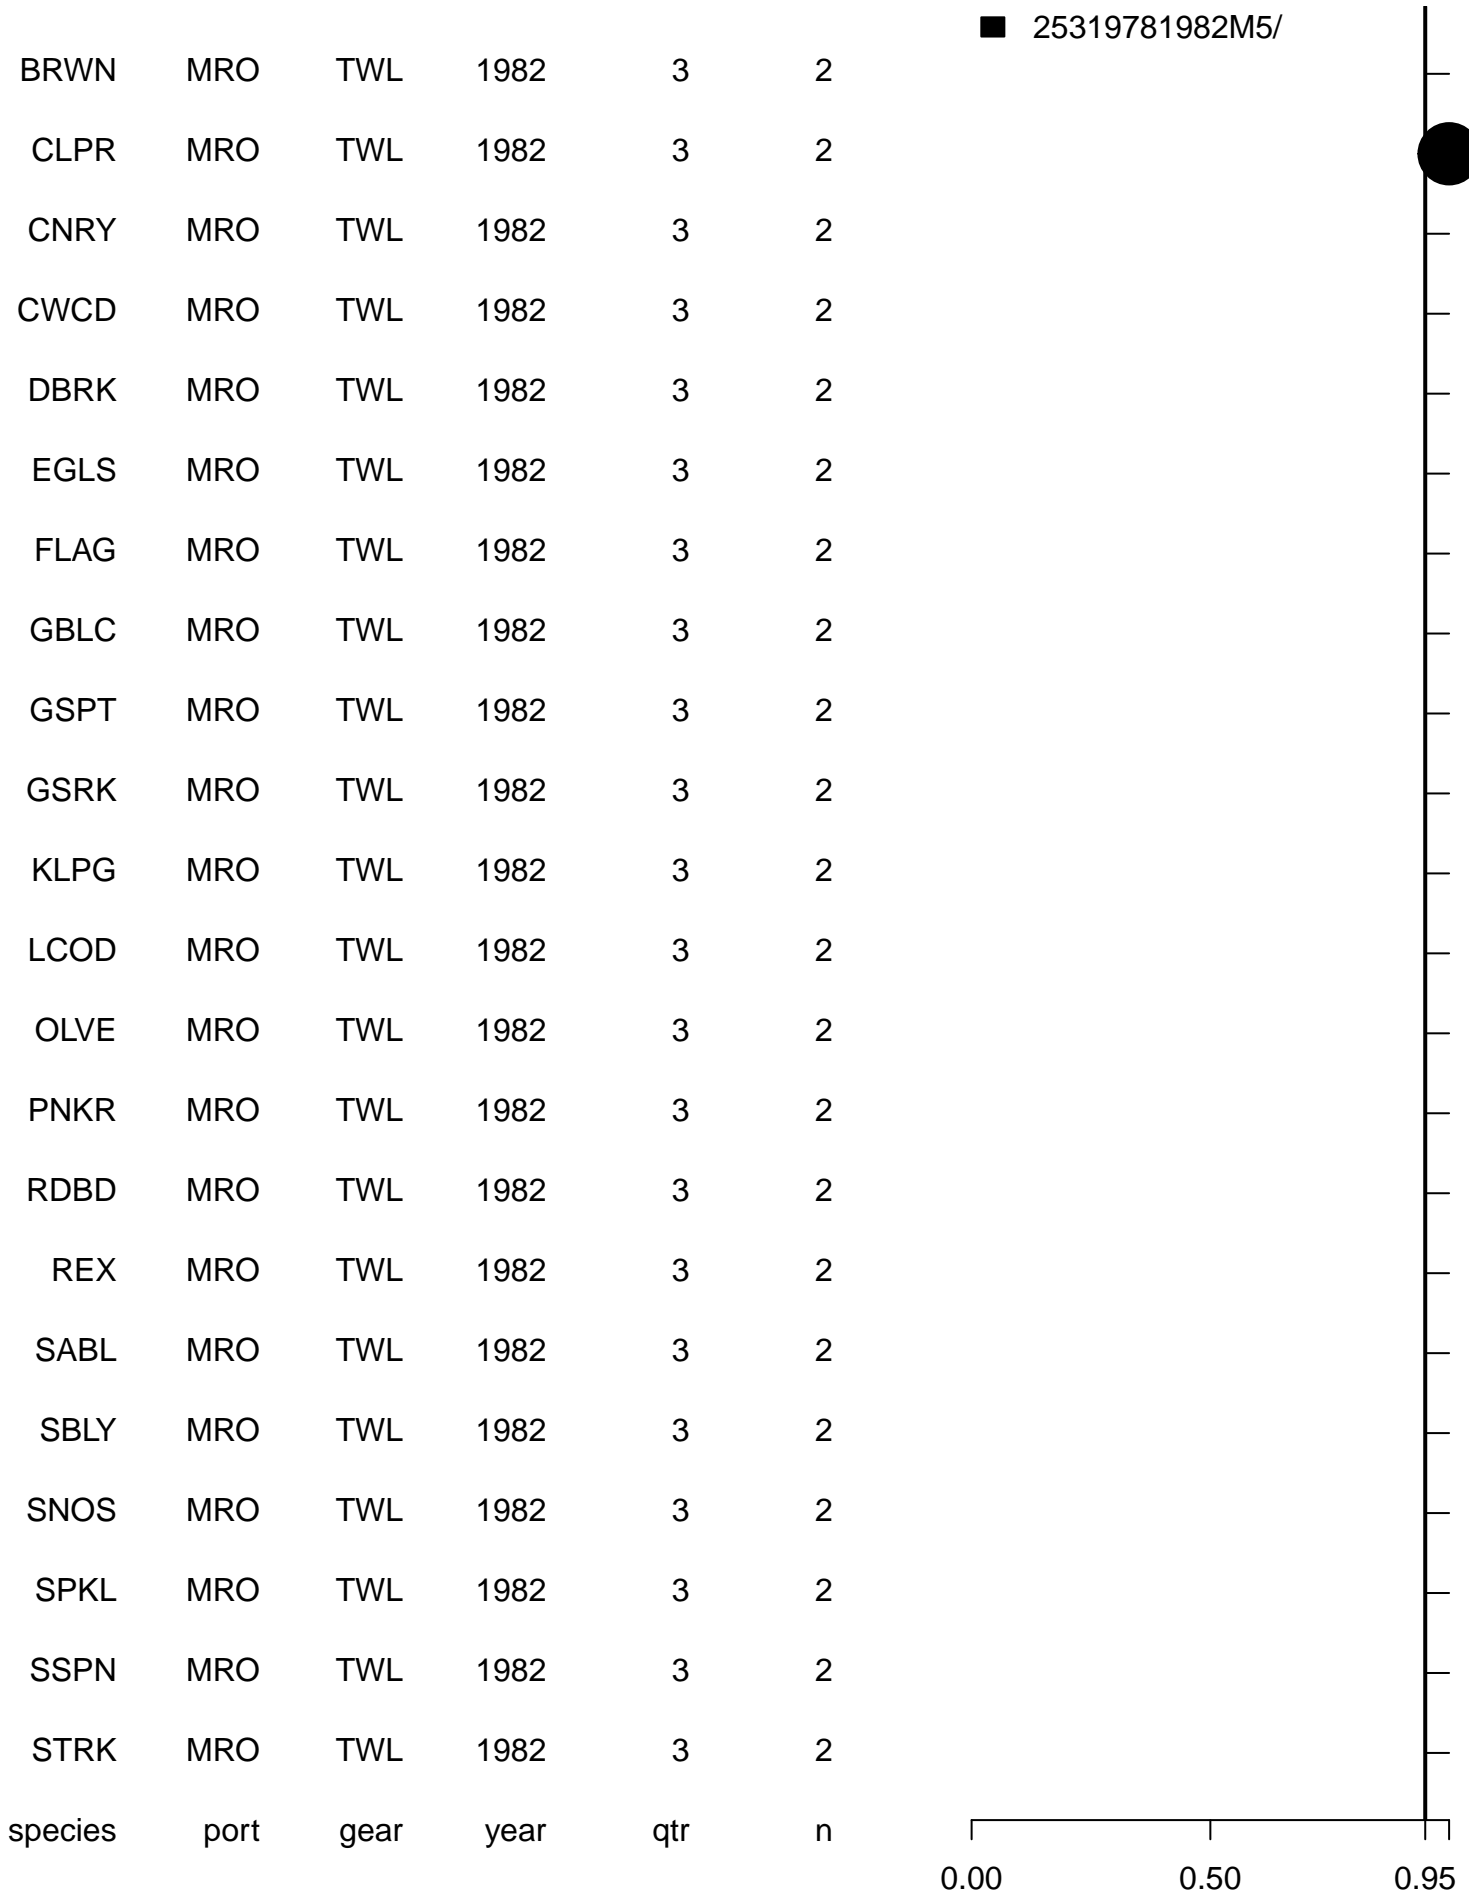 25319781982M5/
BRWN MRO TWL 1982 3 2
CLPR MRO TWL 1982 3 2
CNRY MRO TWL 1982 3 2
CWCD MRO TWL 1982 3 2
DBRK MRO TWL 1982 3 2
EGLS MRO TWL 1982 3 2
FLAG MRO TWL 1982 3 2
GBLC MRO TWL 1982 3 2
GSPT MRO TWL 1982 3 2
GSRK MRO TWL 1982 3 2
KLPG MRO TWL 1982 3 2
LCOD MRO TWL 1982 3 2
OLVE MRO TWL 1982 3 2
PNKR MRO TWL 1982 3 2
RDBD MRO TWL 1982 3 2
REX MRO TWL 1982 3 2
SABL MRO TWL 1982 3 2
SBLY MRO TWL 1982 3 2
SNOS MRO TWL 1982 3 2
SPKL MRO TWL 1982 3 2
SSPN MRO TWL 1982 3 2
STRK MRO TWL 1982 3 2
species port gear year qtr n
0.00 0.50 0.95